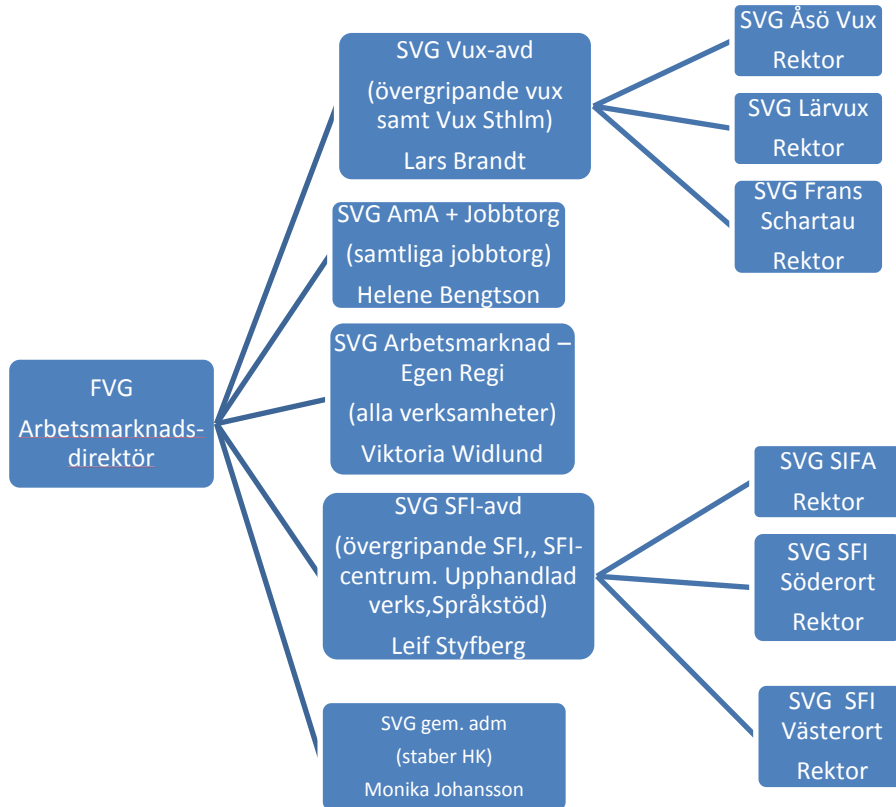 FVG
Arbetsmarknads-
direktör
SVG Vux-avd
(övergripande vux
samt Vux Sthlm)
Lars Brandt
SVG Åsö Vux
Rektor
SVG Lärvux
Rektor
SVG Frans
Schartau
Rektor
SVG AmA + Jobbtorg
(samtliga jobbtorg)
Helene Bengtson
SVG Arbetsmarknad –
Egen Regi
(alla verksamheter)
Viktoria Widlund
SVG SFI-avd
(övergripande SFI,, SFI-
centrum. Upphandlad
verks,Språkstöd)
Leif Styfberg
SVG SIFA
Rektor
SVG SFI
Söderort
Rektor
SVG  SFI
Västerort
Rektor
SVG gem. adm
(staber HK)
Monika Johansson